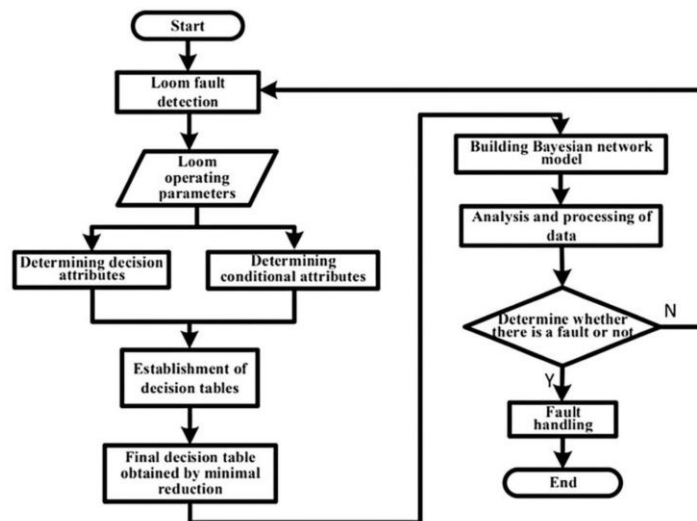 Start
Loom fault
detection
Loom
operating
parameters
Determining decision
attributes
Determining
conditional attributes
Establishment of
decision tables
Final decision table
obtained by minimal
reduction
Building Bayesian network
model
Analysis and processing of
data
Determine whether
there is a fault or not
N
Y
Fault
handling
End